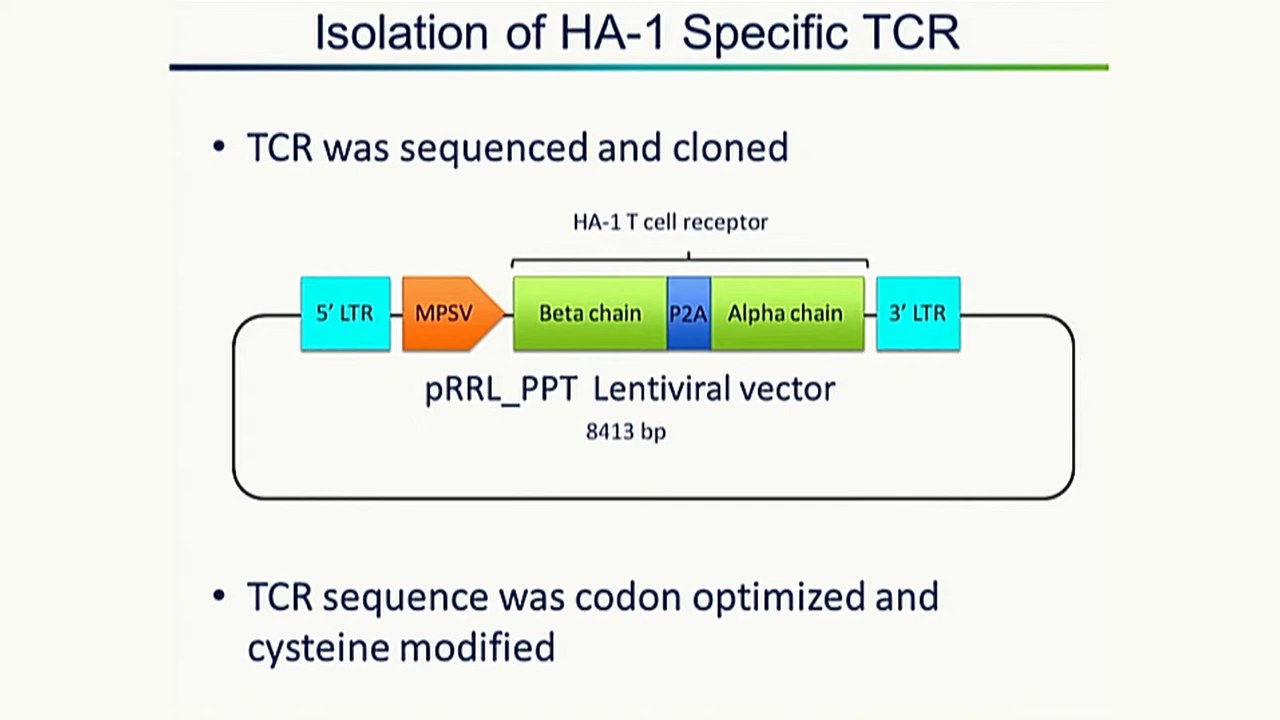 Isolation of HA-1 Specific TCR
• TCR was sequenced and cloned
HA-1 T cell receptor
5’ LTR MPSV Beta chain P2A Alpha chain 3’ LTR
pRRL_PPT Lentiviral vector
8413 bp
• TCR sequence was codon optimized and
cysteine modified